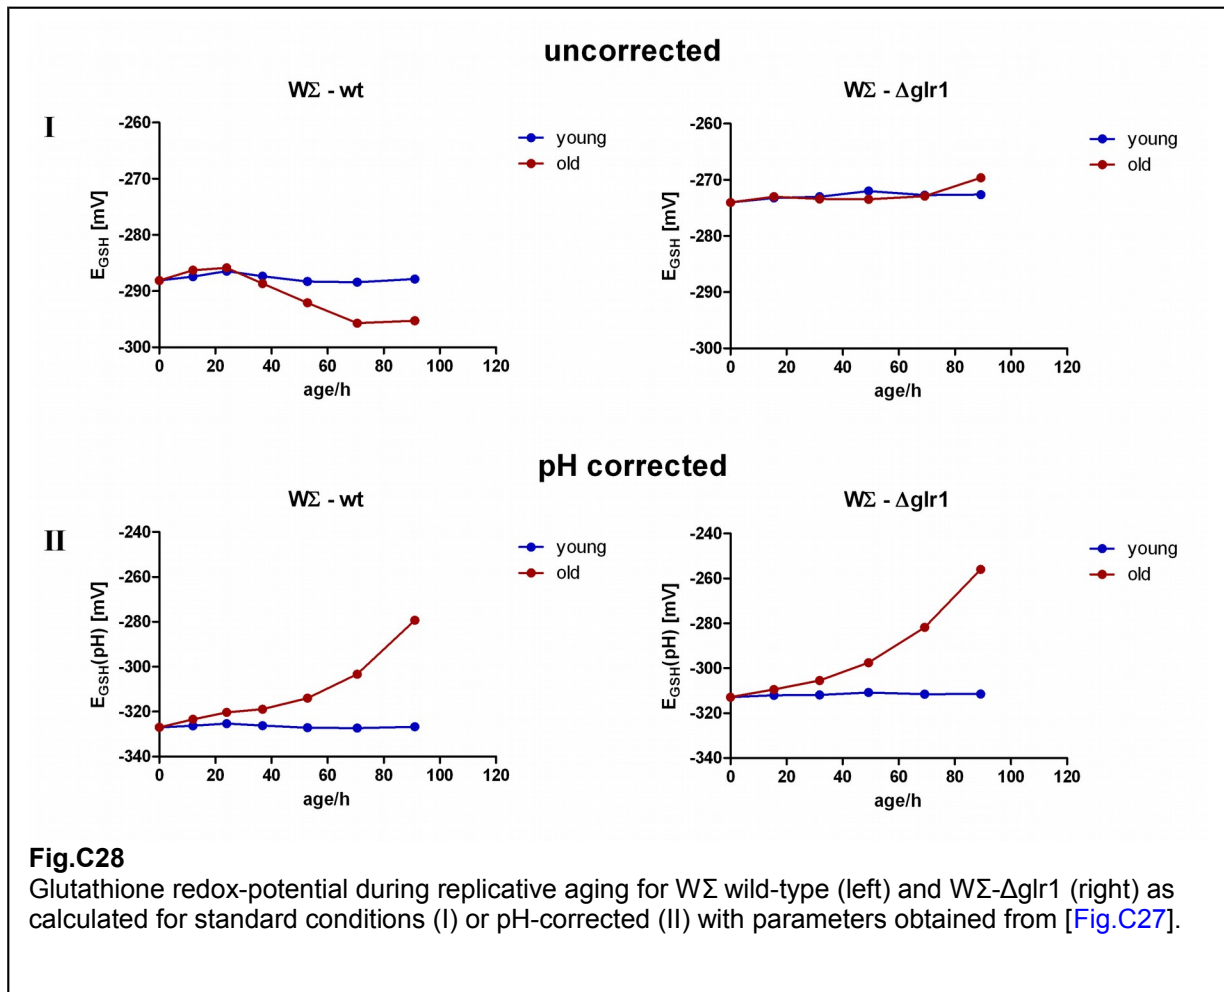 uncorrected
WΣ - wt
WΣ - Δglr1
I
-260
-270
-280
-290
-300
E_GSH [mV]
0 20 40 60 80 100 120
age/h
young
old
-260
-270
-280
-290
-300
E_GSH [mV]
0 20 40 60 80 100 120
age/h
young
old
pH corrected
WΣ - wt
WΣ - Δglr1
II
-240
-260
-280
-300
-320
-340
E_GSH(pH) [mV]
0 20 40 60 80 100 120
age/h
young
old
-240
-260
-280
-300
-320
-340
E_GSH(pH) [mV]
0 20 40 60 80 100 120
age/h
young
old
Fig.C28
Glutathione redox-potential during replicative aging for WΣ wild-type (left) and WΣ-Δglr1 (right) as
calculated for standard conditions (I) or pH-corrected (II) with parameters obtained from [Fig.C27].